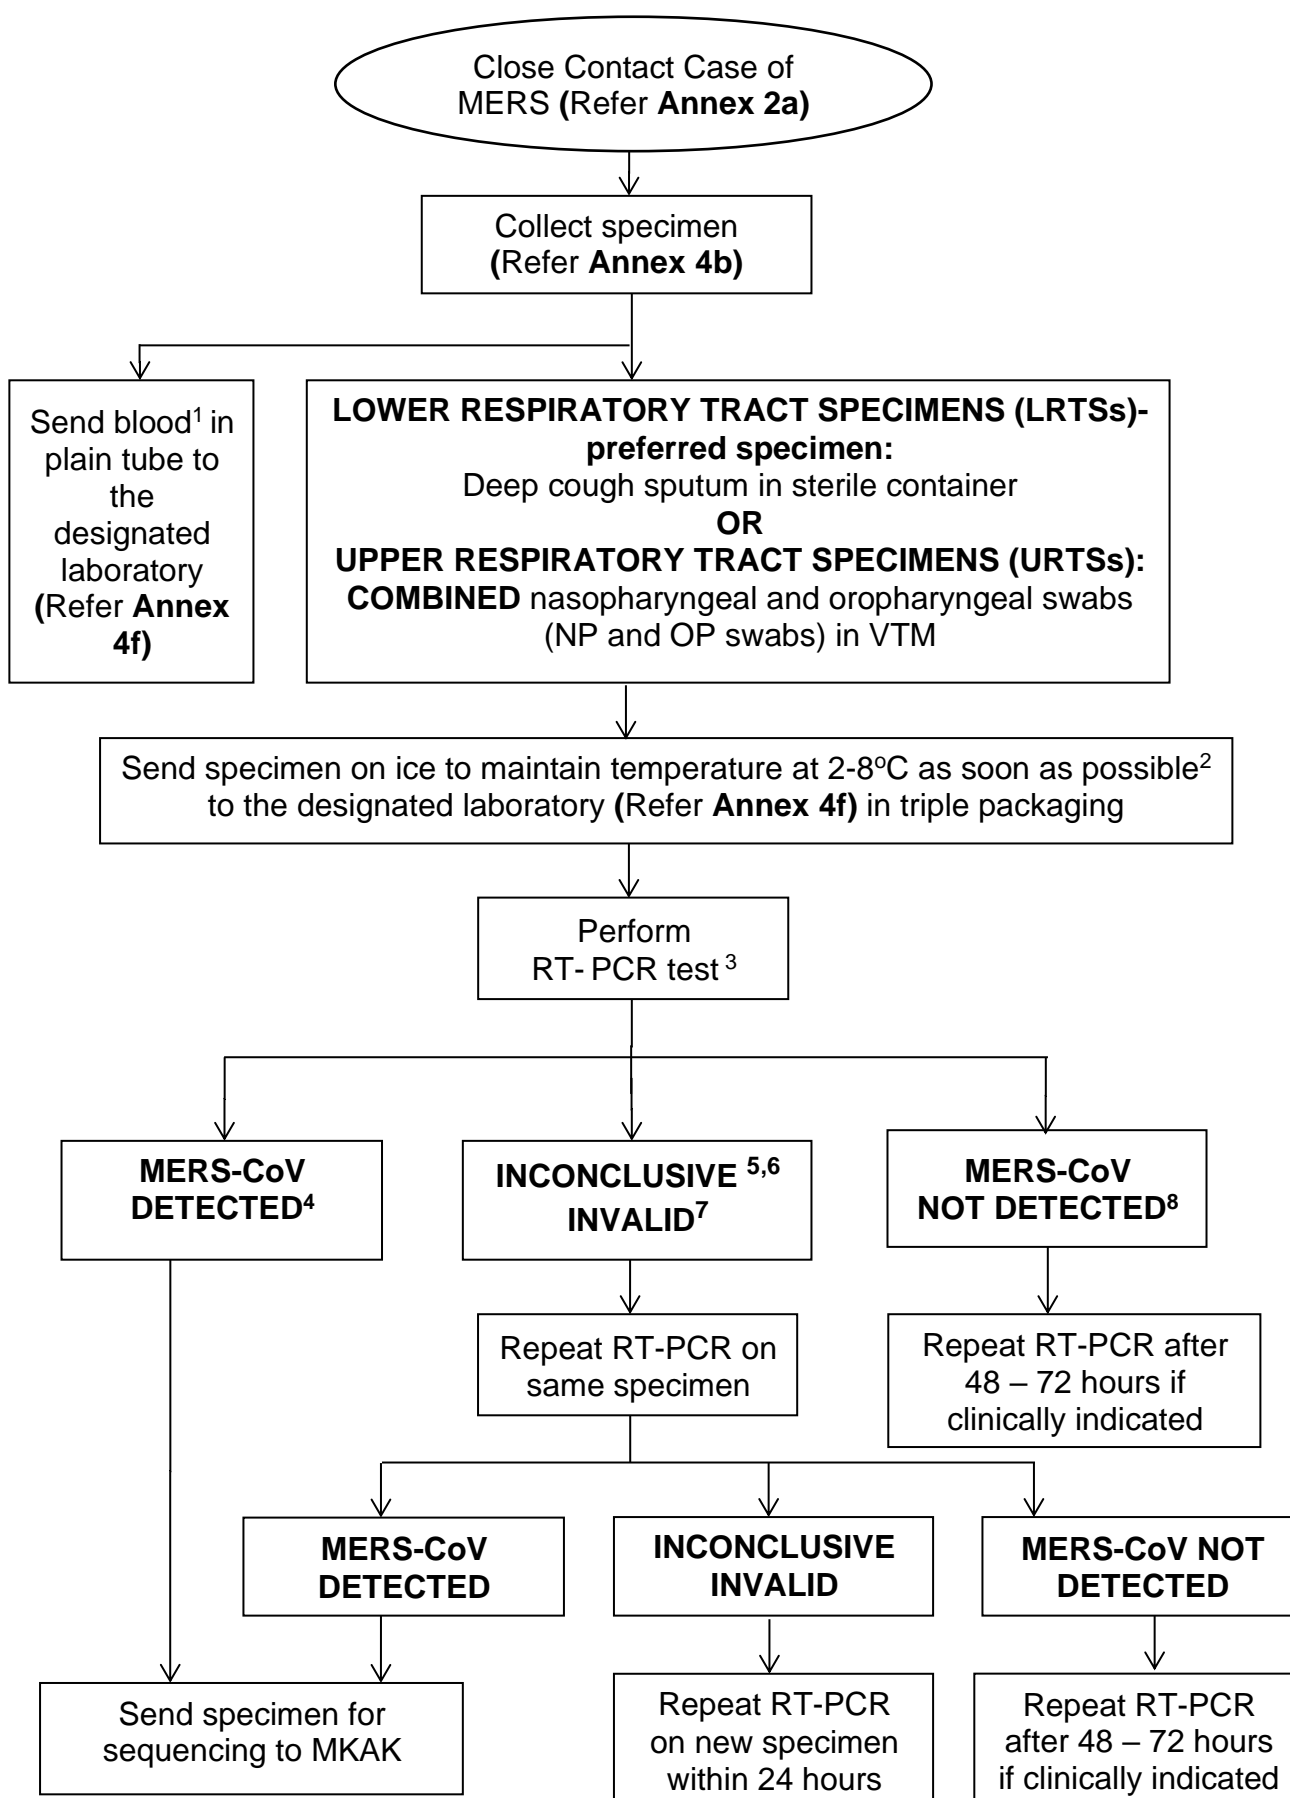 Close Contact Case of
MERS (Refer Annex 2a)
Collect specimen
(Refer Annex 4b)
Send blood¹ in
plain tube to
the
designated
laboratory
(Refer Annex
4f)
LOWER RESPIRATORY TRACT SPECIMENS (LRTSs)-
preferred specimen:
Deep cough sputum in sterile container
OR
UPPER RESPIRATORY TRACT SPECIMENS (URTSs):
COMBINED nasopharyngeal and oropharyngeal swabs
(NP and OP swabs) in VTM
Send specimen on ice to maintain temperature at 2-8ºC as soon as possible²
to the designated laboratory (Refer Annex 4f) in triple packaging
Perform
RT- PCR test ³
MERS-CoV
DETECTED⁴
INCONCLUSIVE ⁵,⁶
INVALID⁷
MERS-CoV
NOT DETECTED⁸
Repeat RT-PCR on
same specimen
Repeat RT-PCR after
48 – 72 hours if
clinically indicated
MERS-CoV
DETECTED
INCONCLUSIVE
INVALID
MERS-CoV NOT
DETECTED
Send specimen for
sequencing to MKAK
Repeat RT-PCR
on new specimen
within 24 hours
Repeat RT-PCR
after 48 – 72 hours
if clinically indicated